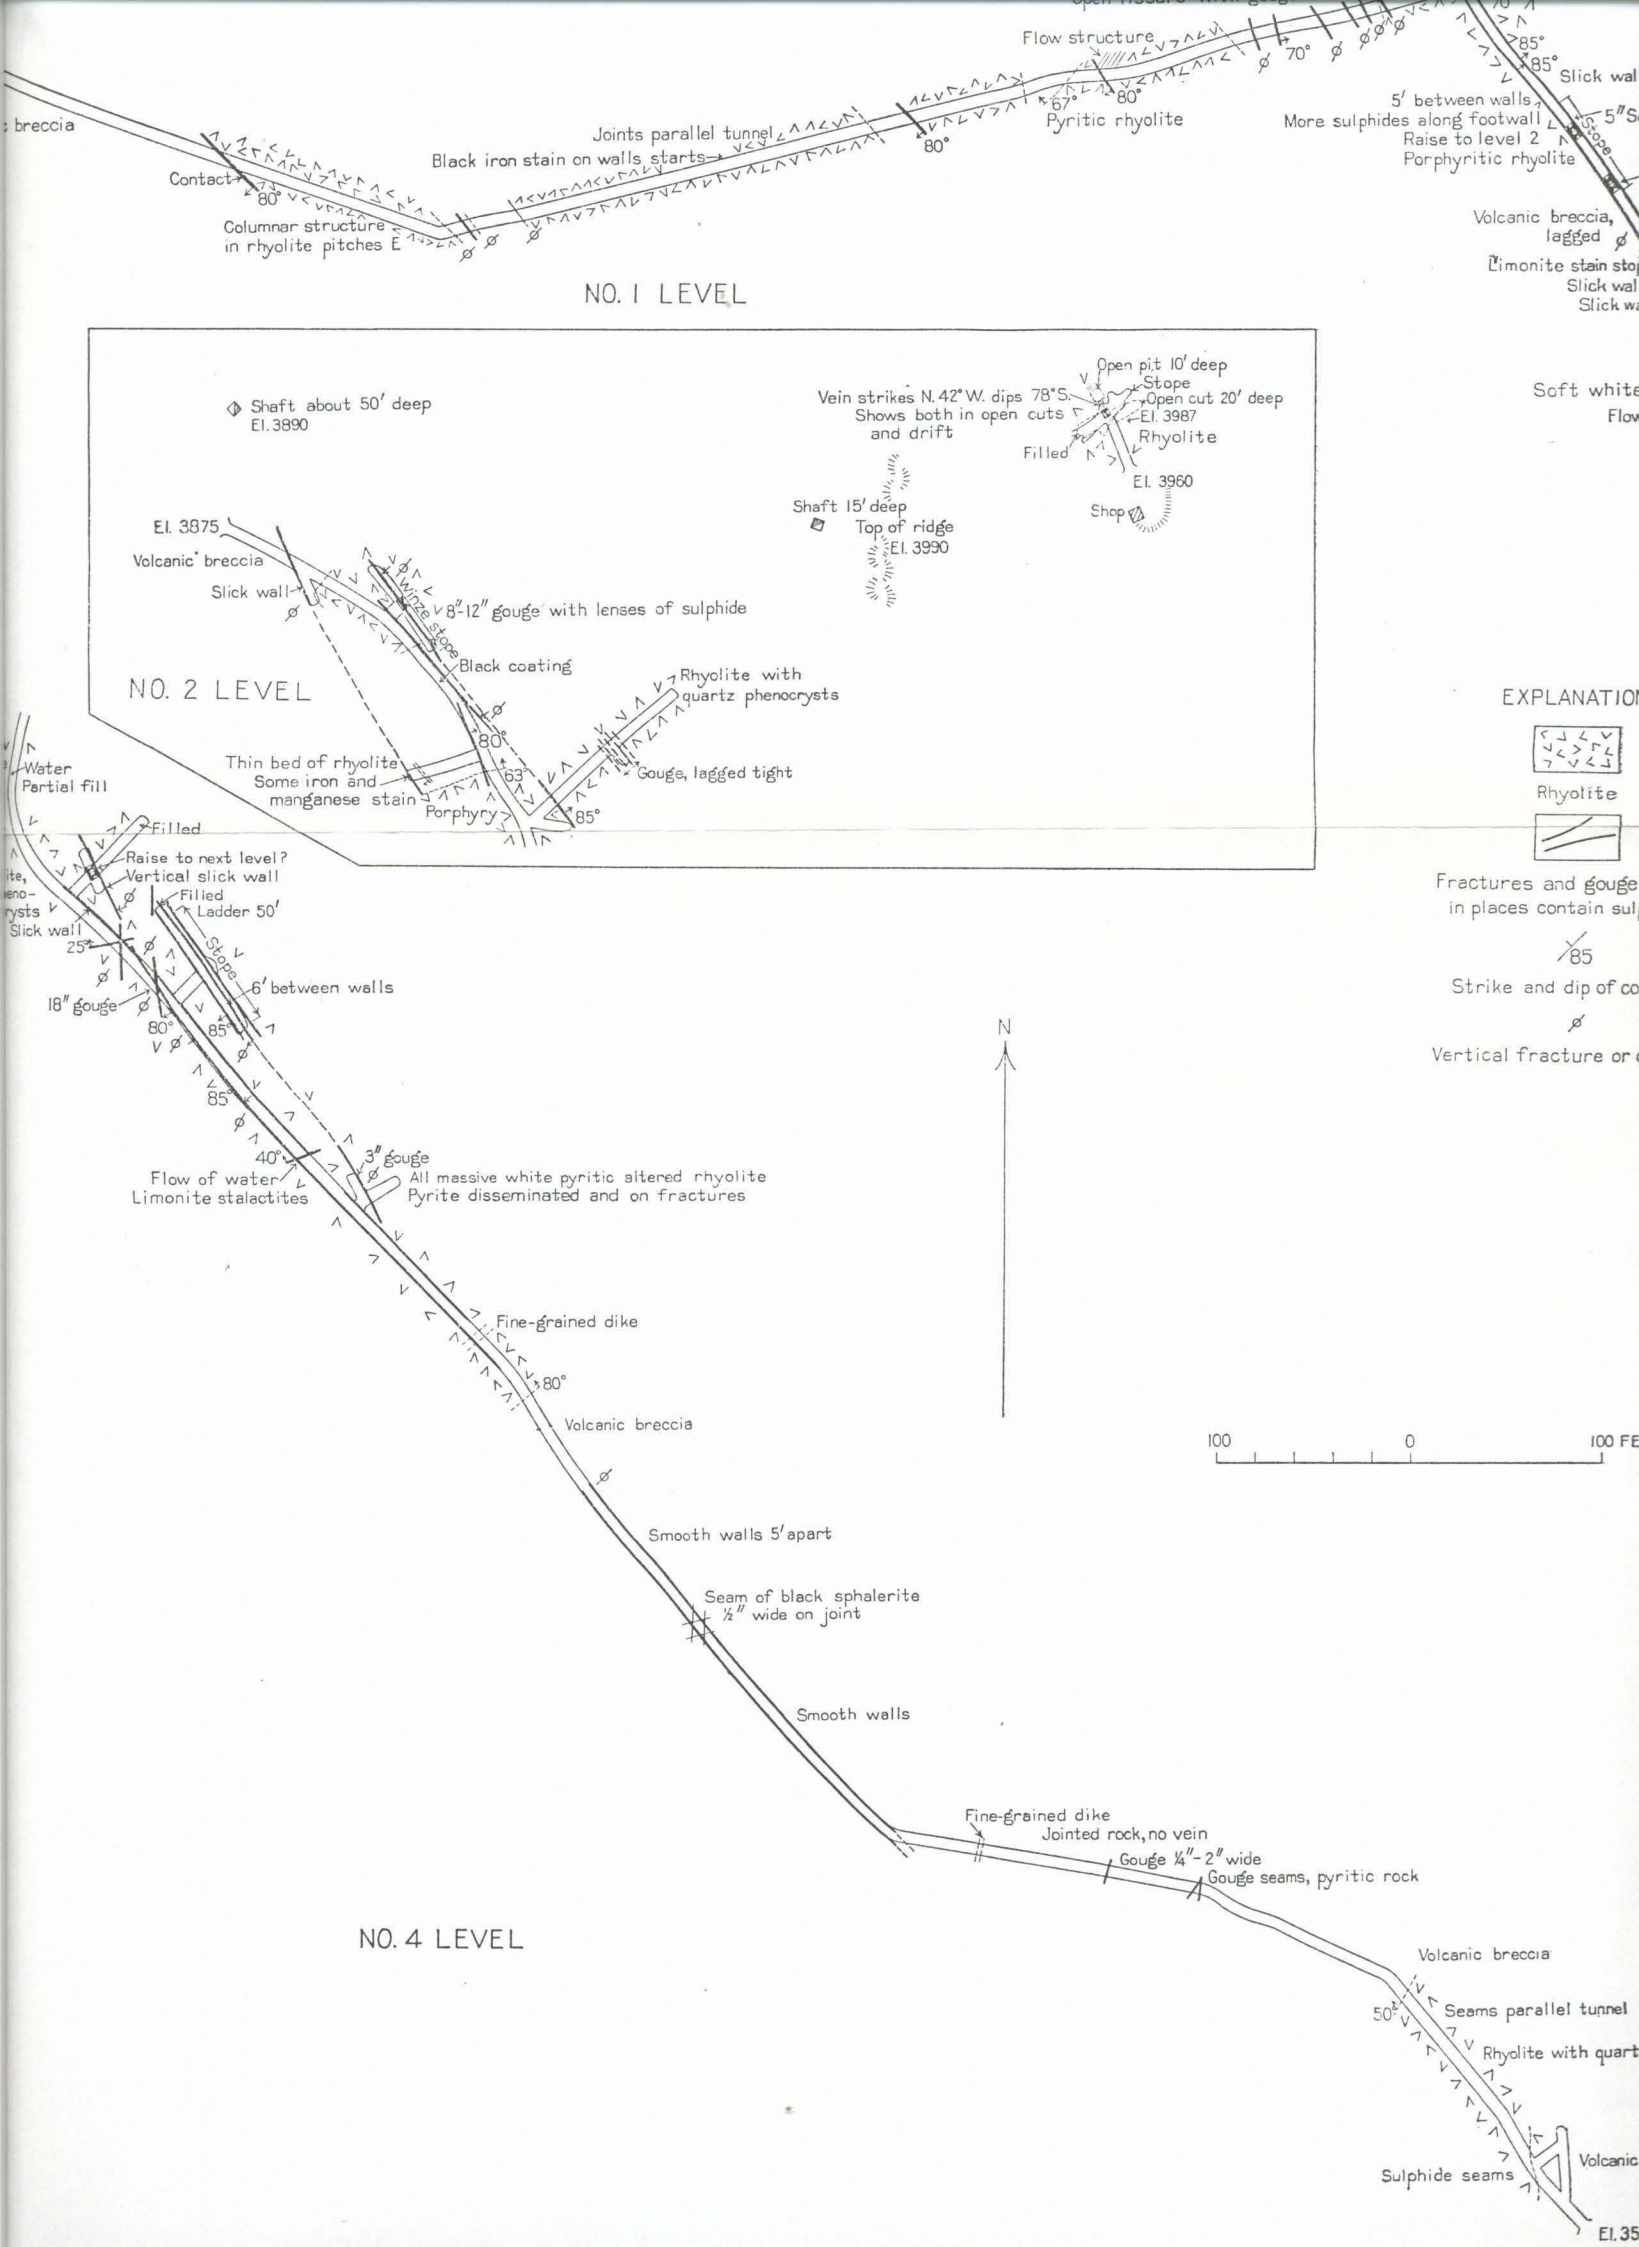 Flow structure
70°
85°
85°
Slick wal
breccia
Joints parallel tunnel
Black iron stain on walls starts
80°
67°
80°
Pyritic rhyolite
5' between walls
More sulphides along footwall
Raise to level 2
Porphyritic rhyolite
5"
Stope
Contact
80°
Columnar structure
in rhyolite pitches E
Volcanic breccia,
lagged
Limonite stain sto
Slick wal
Slick wa
NO. 1 LEVEL
Shaft about 50' deep
El. 3890
Open pit 10' deep
Stope
Vein strikes N. 42° W. dips 78° S.
Open cut 20' deep
Shows both in open cuts
El. 3987
and drift
Rhyolite
Filled
El. 3960
Shop
Shaft 15' deep
Top of ridge
El. 3990
Soft white
Flow
El. 3875
Volcanic breccia
Slick wall
Winze stope
8"-12" gouge with lenses of sulphide
Black coating
NO. 2 LEVEL
Rhyolite with
quartz phenocrysts
80°
Thin bed of rhyolite
Some iron and
manganese stain
63°
Gouge, lagged tight
Porphyry
85°
EXPLANATION
Rhyolite
Fractures and gouge
in places contain sul
85
Strike and dip of co
Vertical fracture or
Water
Partial fill
Filled
Raise to next level?
Vertical slick wall
ite,
eno-
rysts
Filled
Ladder 50'
Slick wall
25°
Stope
6' between walls
18" gouge
80°
85°
85°
40°
3" gouge
Flow of water
Limonite stalactites
All massive white pyritic altered rhyolite
Pyrite disseminated and on fractures
N
Fine-grained dike
80°
Volcanic breccia
100 0 100 FE
Smooth walls 5' apart
Seam of black sphalerite
½" wide on joint
Smooth walls
Fine-grained dike
Jointed rock, no vein
Gouge ¼"-2" wide
Gouge seams, pyritic rock
NO. 4 LEVEL
Volcanic breccia
50°
Seams parallel tunnel
Rhyolite with quart
Sulphide seams
Volcanic
El. 35